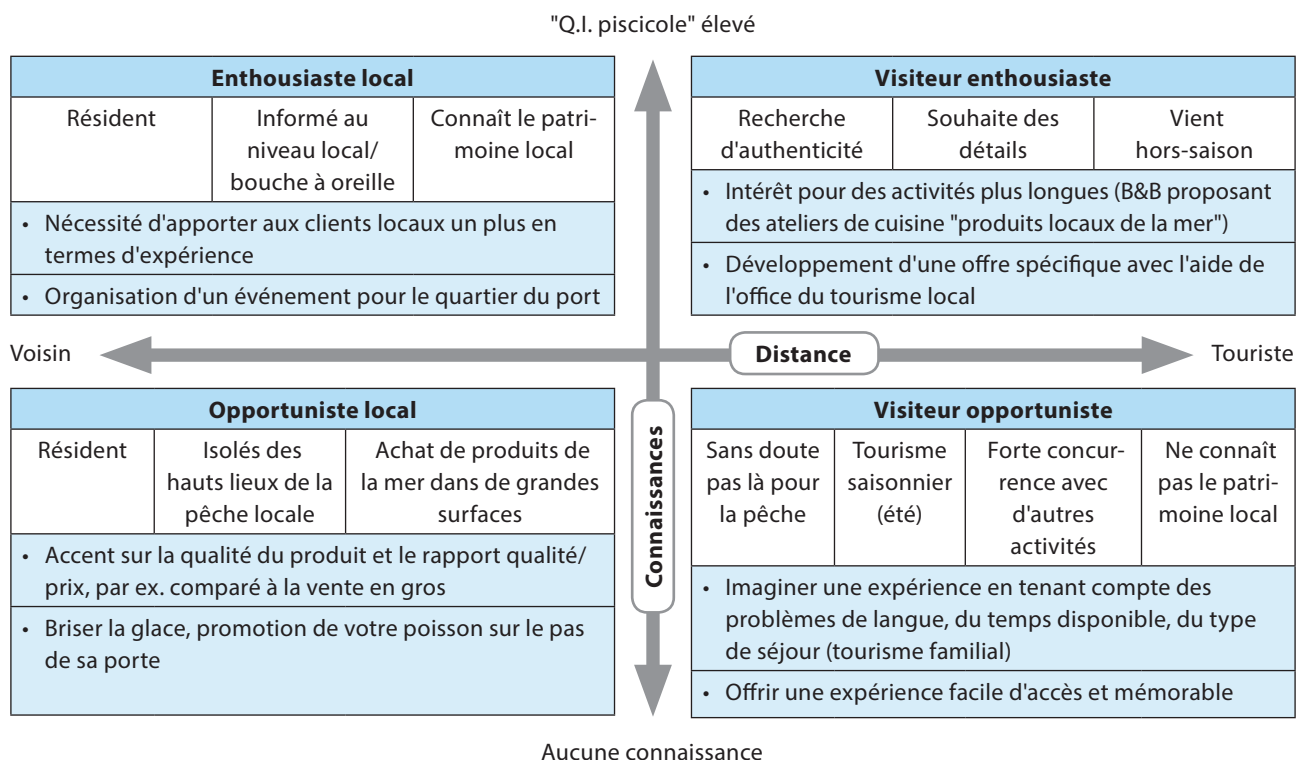 "Q.I. piscicole" élevé
Enthousiaste local
Résident
Informé au
niveau local/
bouche à oreille
Connaît le patri-
moine local
• Nécessité d'apporter aux clients locaux un plus en
termes d'expérience
• Organisation d'un événement pour le quartier du port
Visiteur enthousiaste
Recherche
d'authenticité
Souhaite des
détails
Vient
hors-saison
• Intérêt pour des activités plus longues (B&B proposant
des ateliers de cuisine "produits locaux de la mer")
• Développement d'une offre spécifique avec l'aide de
l'office du tourisme local
Voisin
Distance
Touriste
Connaissances
Opportuniste local
Résident
Isolés des
hauts lieux de la
pêche locale
Achat de produits de
la mer dans de grandes
surfaces
• Accent sur la qualité du produit et le rapport qualité/
prix, par ex. comparé à la vente en gros
• Briser la glace, promotion de votre poisson sur le pas
de sa porte
Visiteur opportuniste
Sans doute
pas là pour
la pêche
Tourisme
saisonnier
(été)
Forte concur-
rence avec
d'autres
activités
Ne connaît
pas le patri-
moine local
• Imaginer une expérience en tenant compte des
problèmes de langue, du temps disponible, du type
de séjour (tourisme familial)
• Offrir une expérience facile d'accès et mémorable
Aucune connaissance